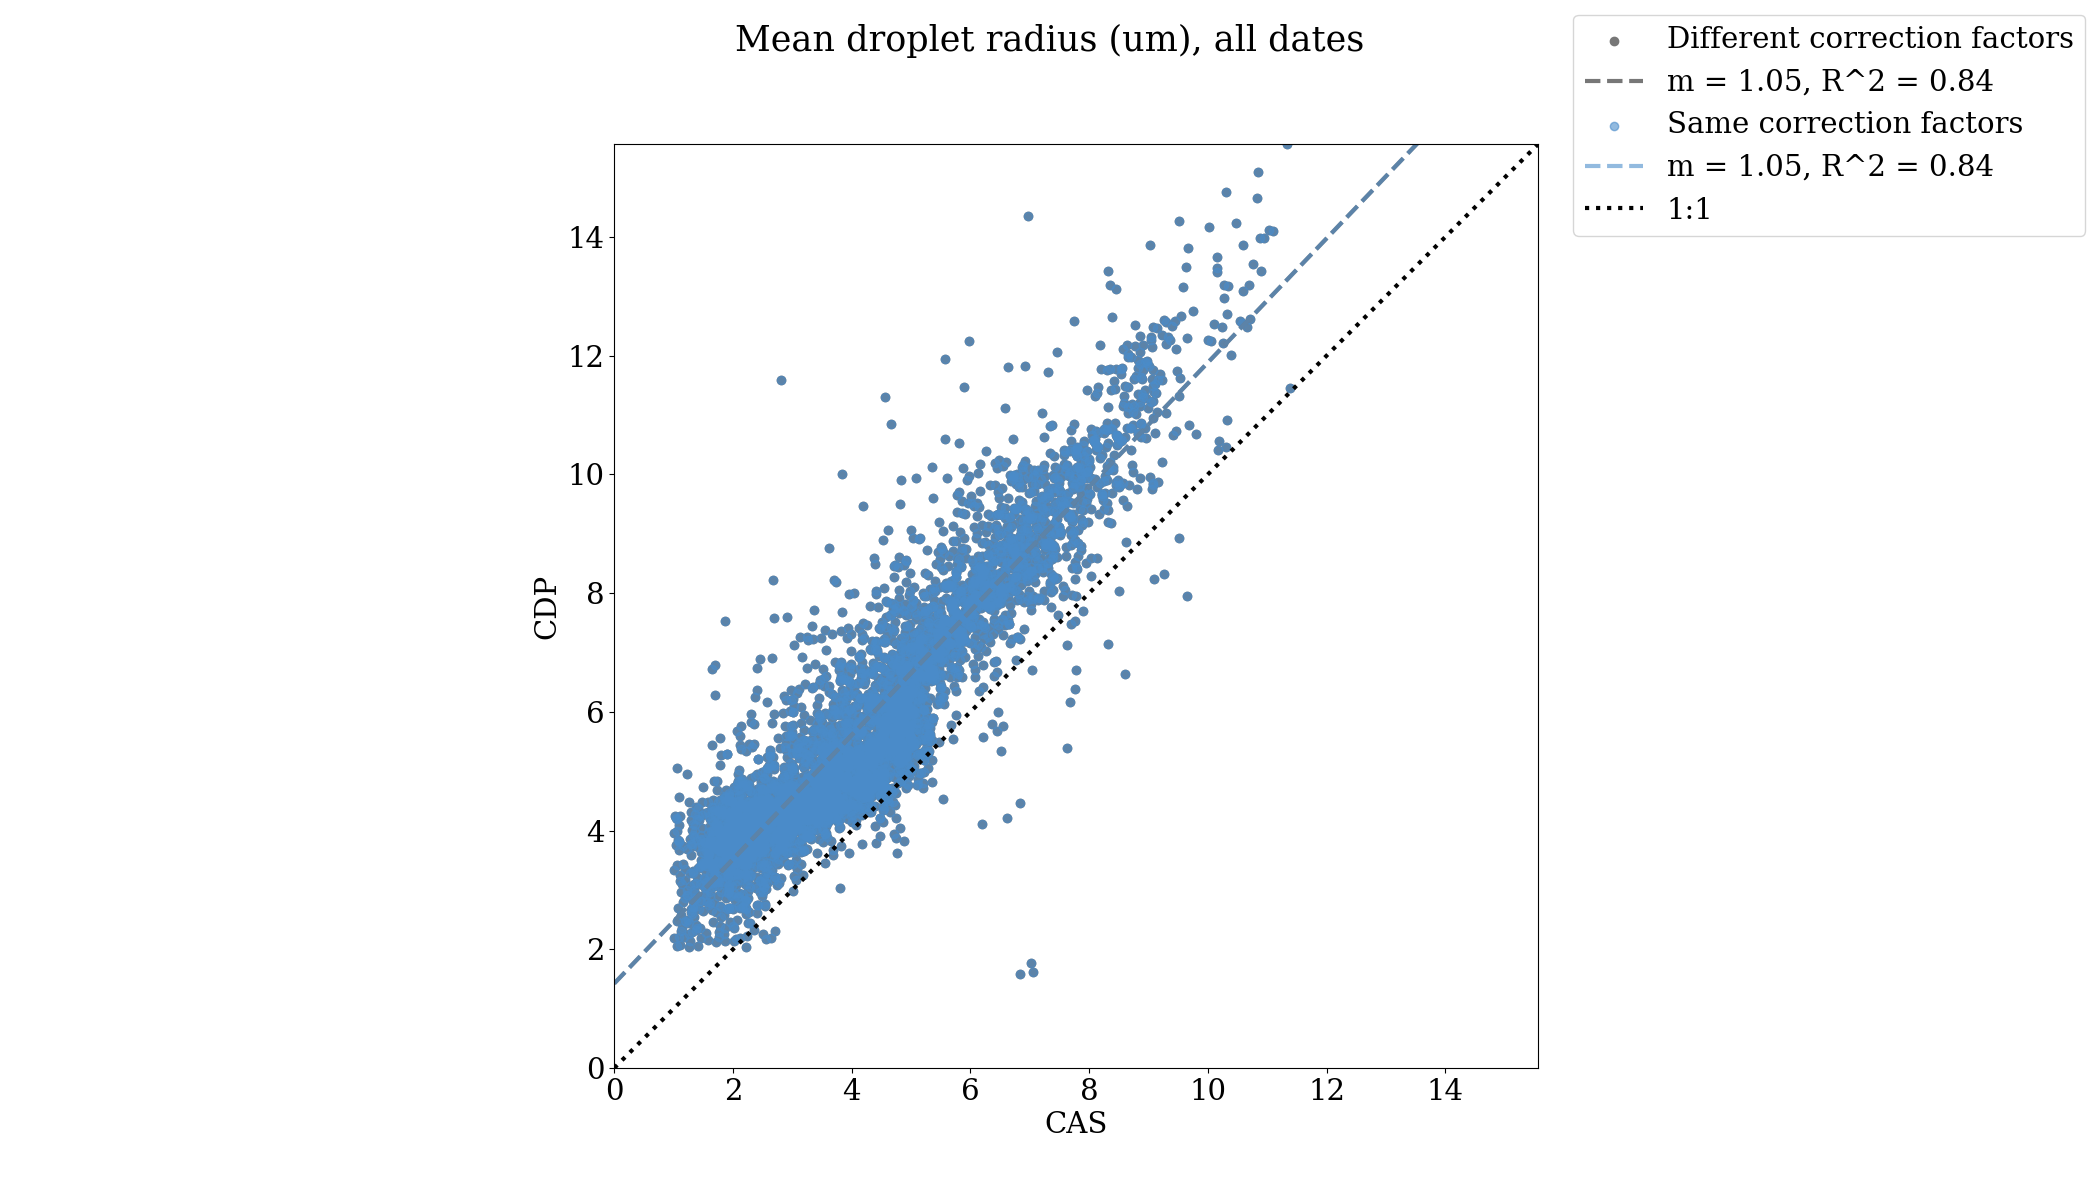 Mean droplet radius (um), all dates
Different correction factors
m = 1.05, R^2 = 0.84
Same correction factors
m = 1.05, R^2 = 0.84
1:1
14
12
10
8
6
4
2
0
CDP
0 2 4 6 8 10 12 14
CAS